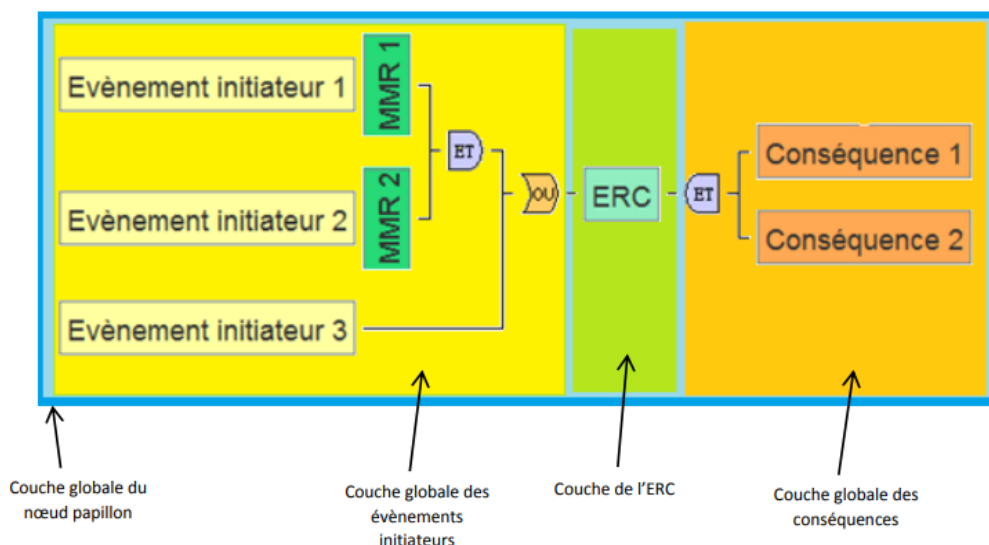 Evènement initiateur 1
MMR 1
ET
Evènement initiateur 2
MMR 2
OU
ERC
ET
Conséquence 1
Conséquence 2
Evènement initiateur 3
Couche globale du
nœud papillon
Couche globale des
évènements
initiateurs
Couche de l'ERC
Couche globale des
conséquences